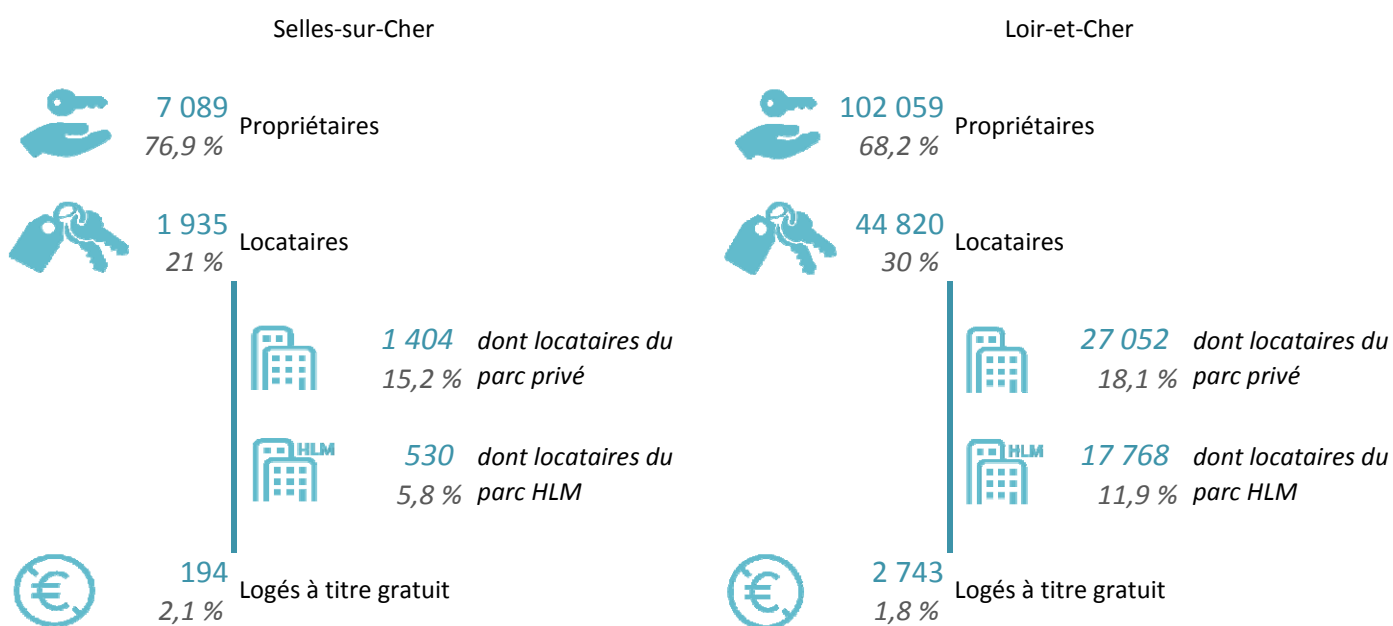 Selles-sur-Cher
7 089
76,9 %
Propriétaires
1 935
21 %
Locataires
1 404
15,2 %
dont locataires du
parc privé
HLM
530
5,8 %
dont locataires du
parc HLM
€
194
2,1 %
Logés à titre gratuit
Loir-et-Cher
102 059
68,2 %
Propriétaires
44 820
30 %
Locataires
27 052
18,1 %
dont locataires du
parc privé
HLM
17 768
11,9 %
dont locataires du
parc HLM
€
2 743
1,8 %
Logés à titre gratuit